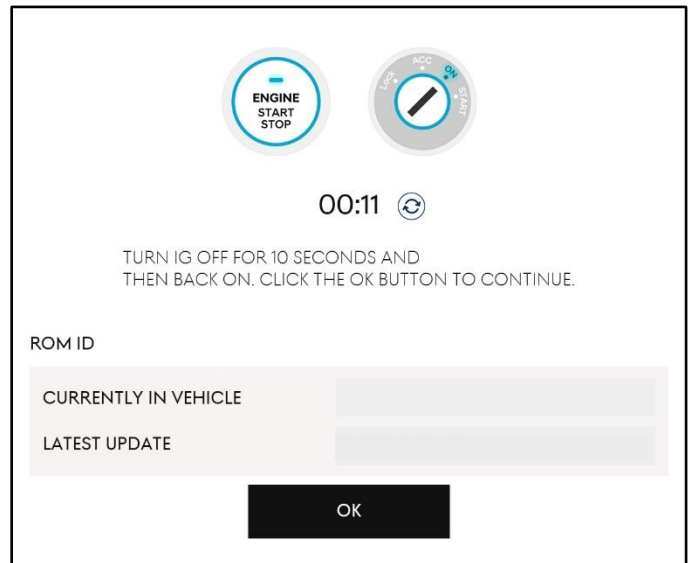 ENGINE
START
STOP
Lock
ACC
ON
START
00:11
TURN IG OFF FOR 10 SECONDS AND
THEN BACK ON. CLICK THE OK BUTTON TO CONTINUE.
ROM ID
CURRENTLY IN VEHICLE
LATEST UPDATE
OK